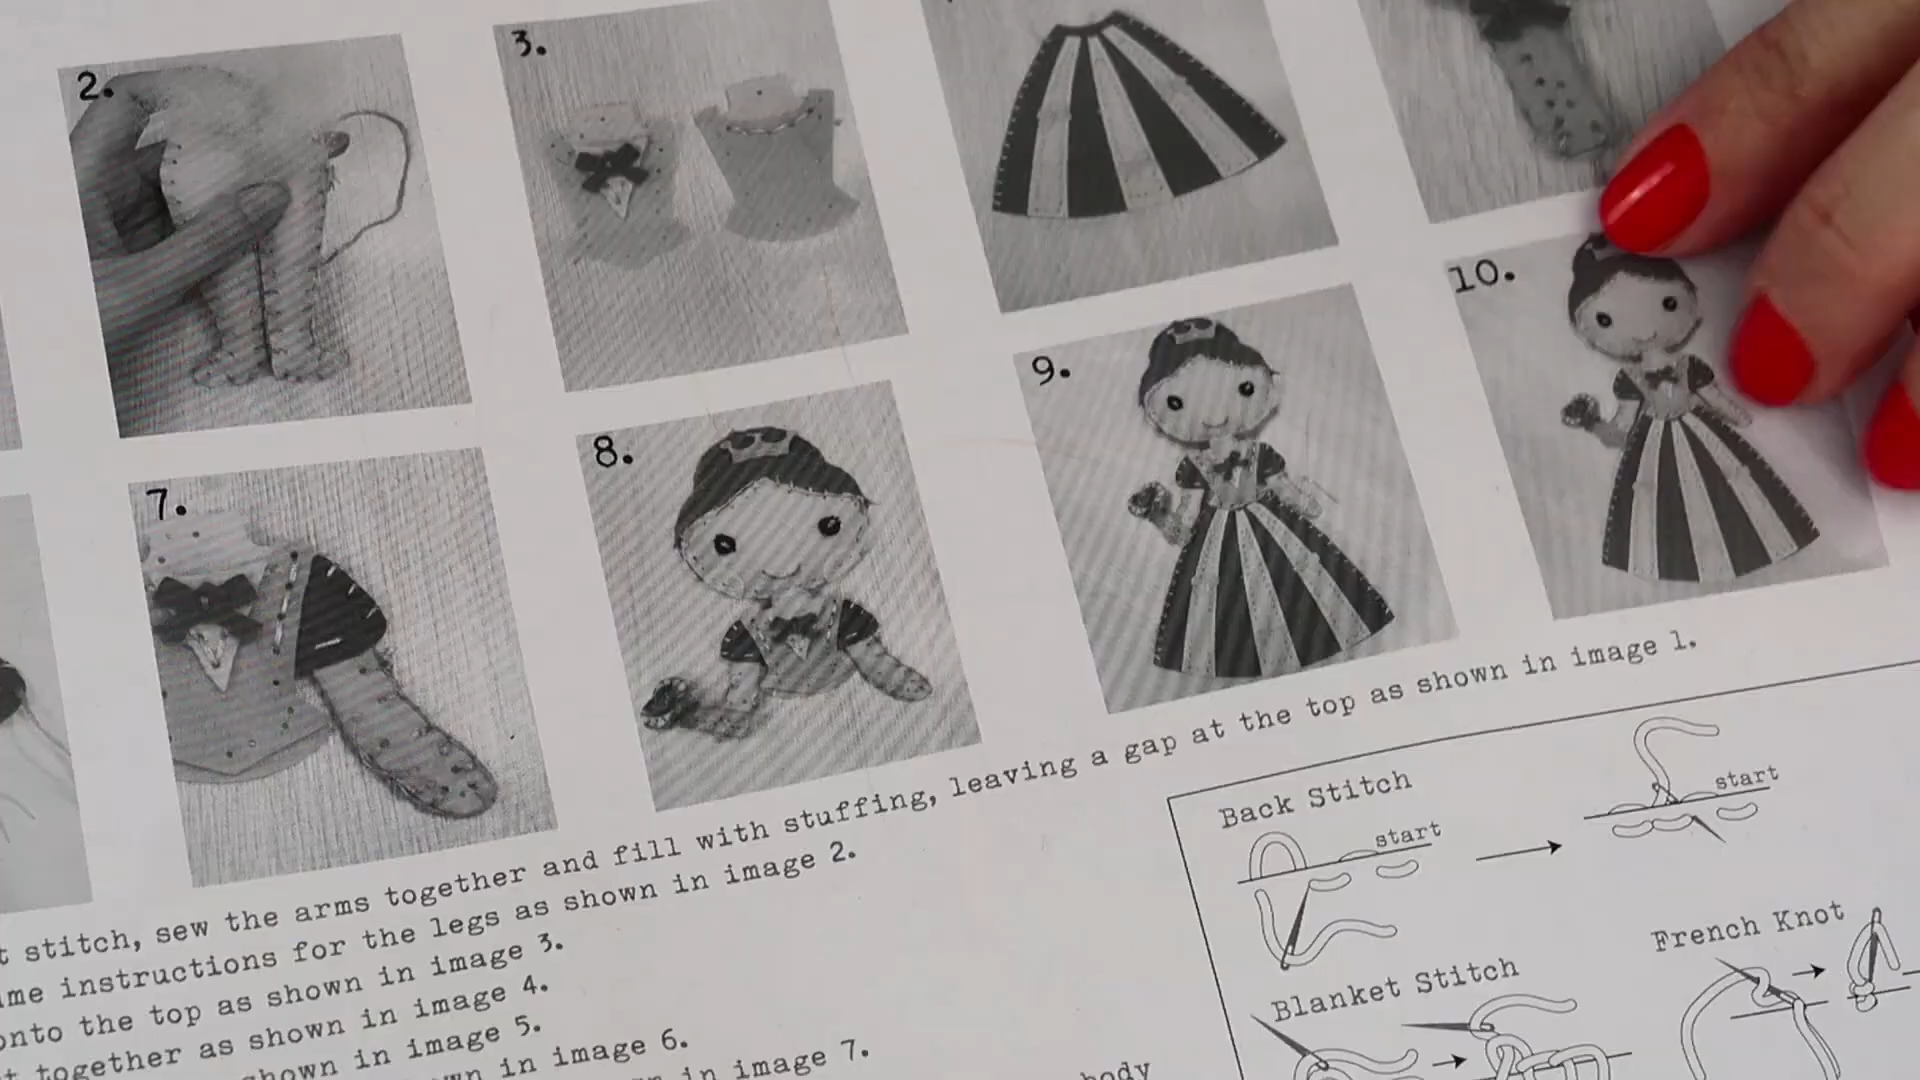 2.
3.
7.
8.
9.
10.
stitch, sew the arms together and fill with stuffing, leaving a gap at the top as shown in image 1.
instructions for the legs as shown in image 2.
onto the top as shown in image 3.
together as shown in image 4.
shown in image 5.
in image 6.
in image 7.
body
Back Stitch
start
start
French Knot
Blanket Stitch